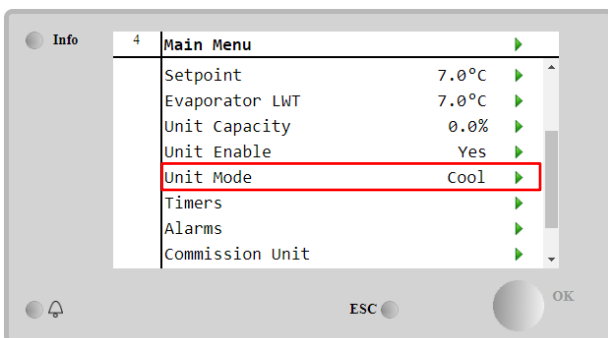 Info
4 Main Menu
Setpoint 7.0°C
Evaporator LWT 7.0°C
Unit Capacity 0.0%
Unit Enable Yes
Unit Mode Cool
Timers
Alarms
Commission Unit
ESC
OK